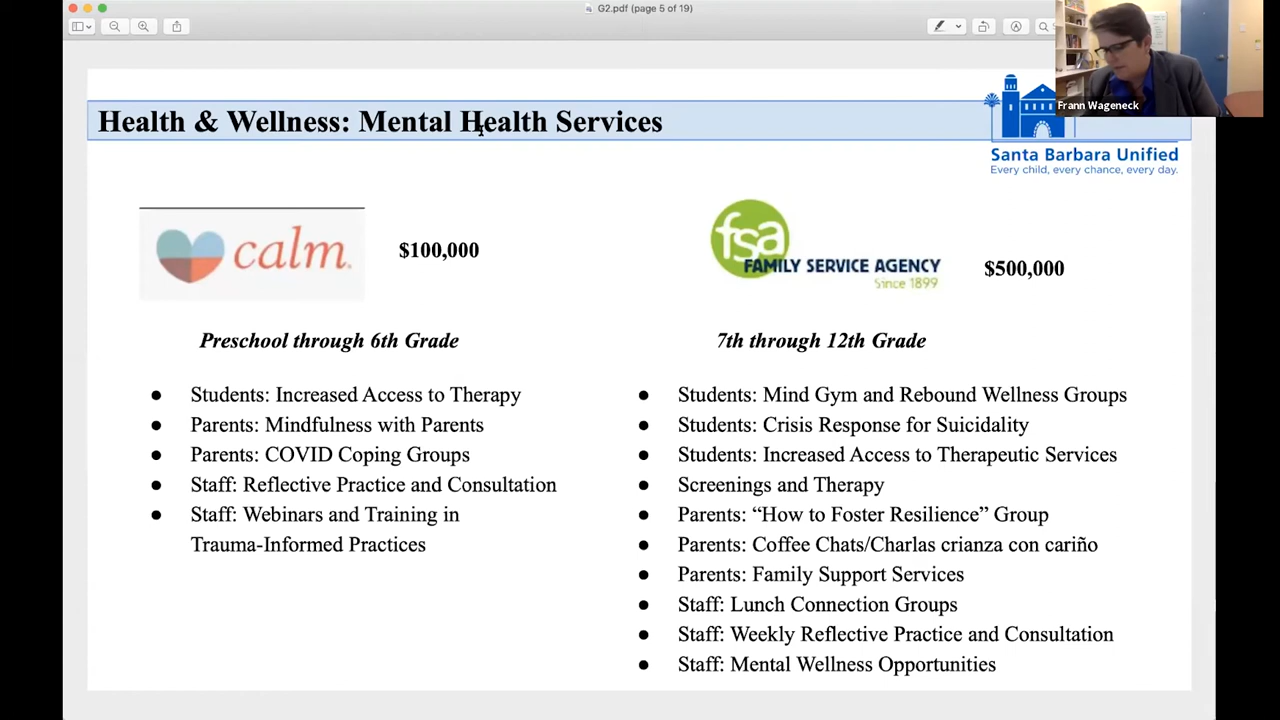 G2.pdf (page 5 of 19)
Frann Wageneck
Health & Wellness: Mental Health Services
Santa Barbara Unified
Every child, every chance, every day.
calm.
$100,000
fsa
FAMILY SERVICE AGENCY
Since 1899
$500,000
Preschool through 6th Grade
● Students: Increased Access to Therapy
● Parents: Mindfulness with Parents
● Parents: COVID Coping Groups
● Staff: Reflective Practice and Consultation
● Staff: Webinars and Training in
Trauma-Informed Practices
7th through 12th Grade
● Students: Mind Gym and Rebound Wellness Groups
● Students: Crisis Response for Suicidality
● Students: Increased Access to Therapeutic Services
● Screenings and Therapy
● Parents: “How to Foster Resilience” Group
● Parents: Coffee Chats/Charlas crianza con cariño
● Parents: Family Support Services
● Staff: Lunch Connection Groups
● Staff: Weekly Reflective Practice and Consultation
● Staff: Mental Wellness Opportunities